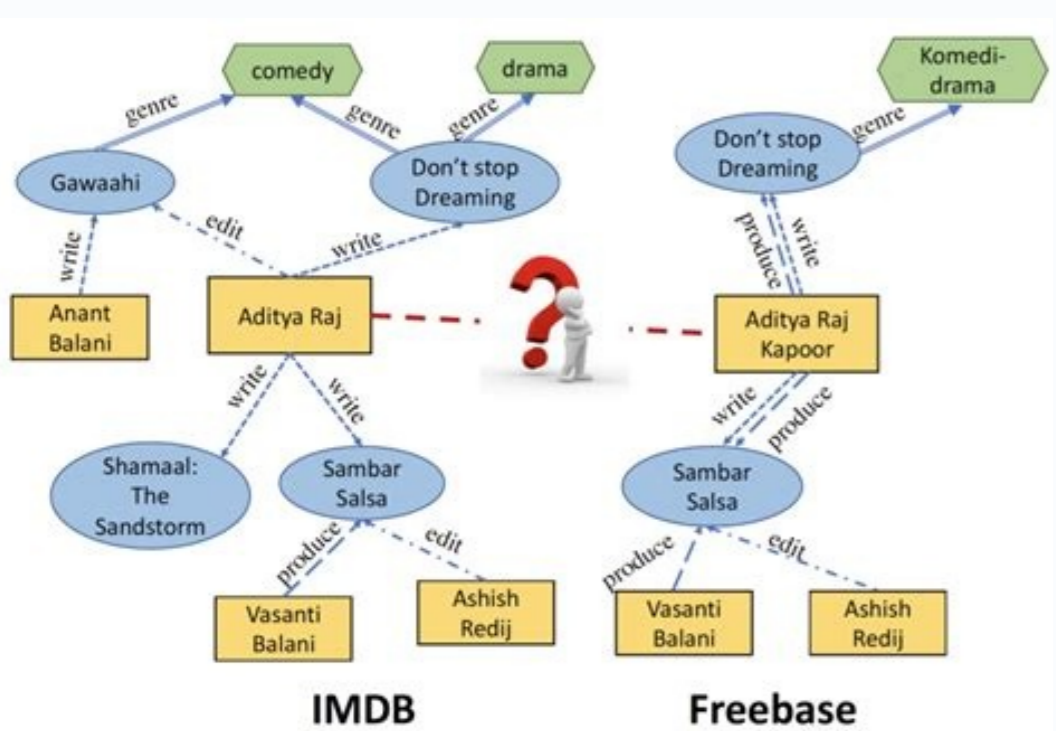 comedy
drama
Komedi-
drama
genre
genre
genre
genre
Gawaahi
Don't stop
Dreaming
Don't stop
Dreaming
write
edit
write
produce
write
Anant
Balani
Aditya Raj
Aditya Raj
Kapoor
write
write
write
produce
Shamaal:
The
Sandstorm
Sambar
Salsa
Sambar
Salsa
produce
edit
produce
edit
Vasanti
Balani
Ashish
Redij
Vasanti
Balani
Ashish
Redij
IMDB
Freebase